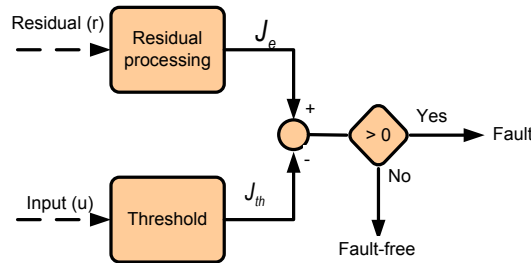 Residual (r)
Residual
processing
J_e
+
> 0
Yes
Fault
-
No
Input (u)
Threshold
J_th
Fault-free